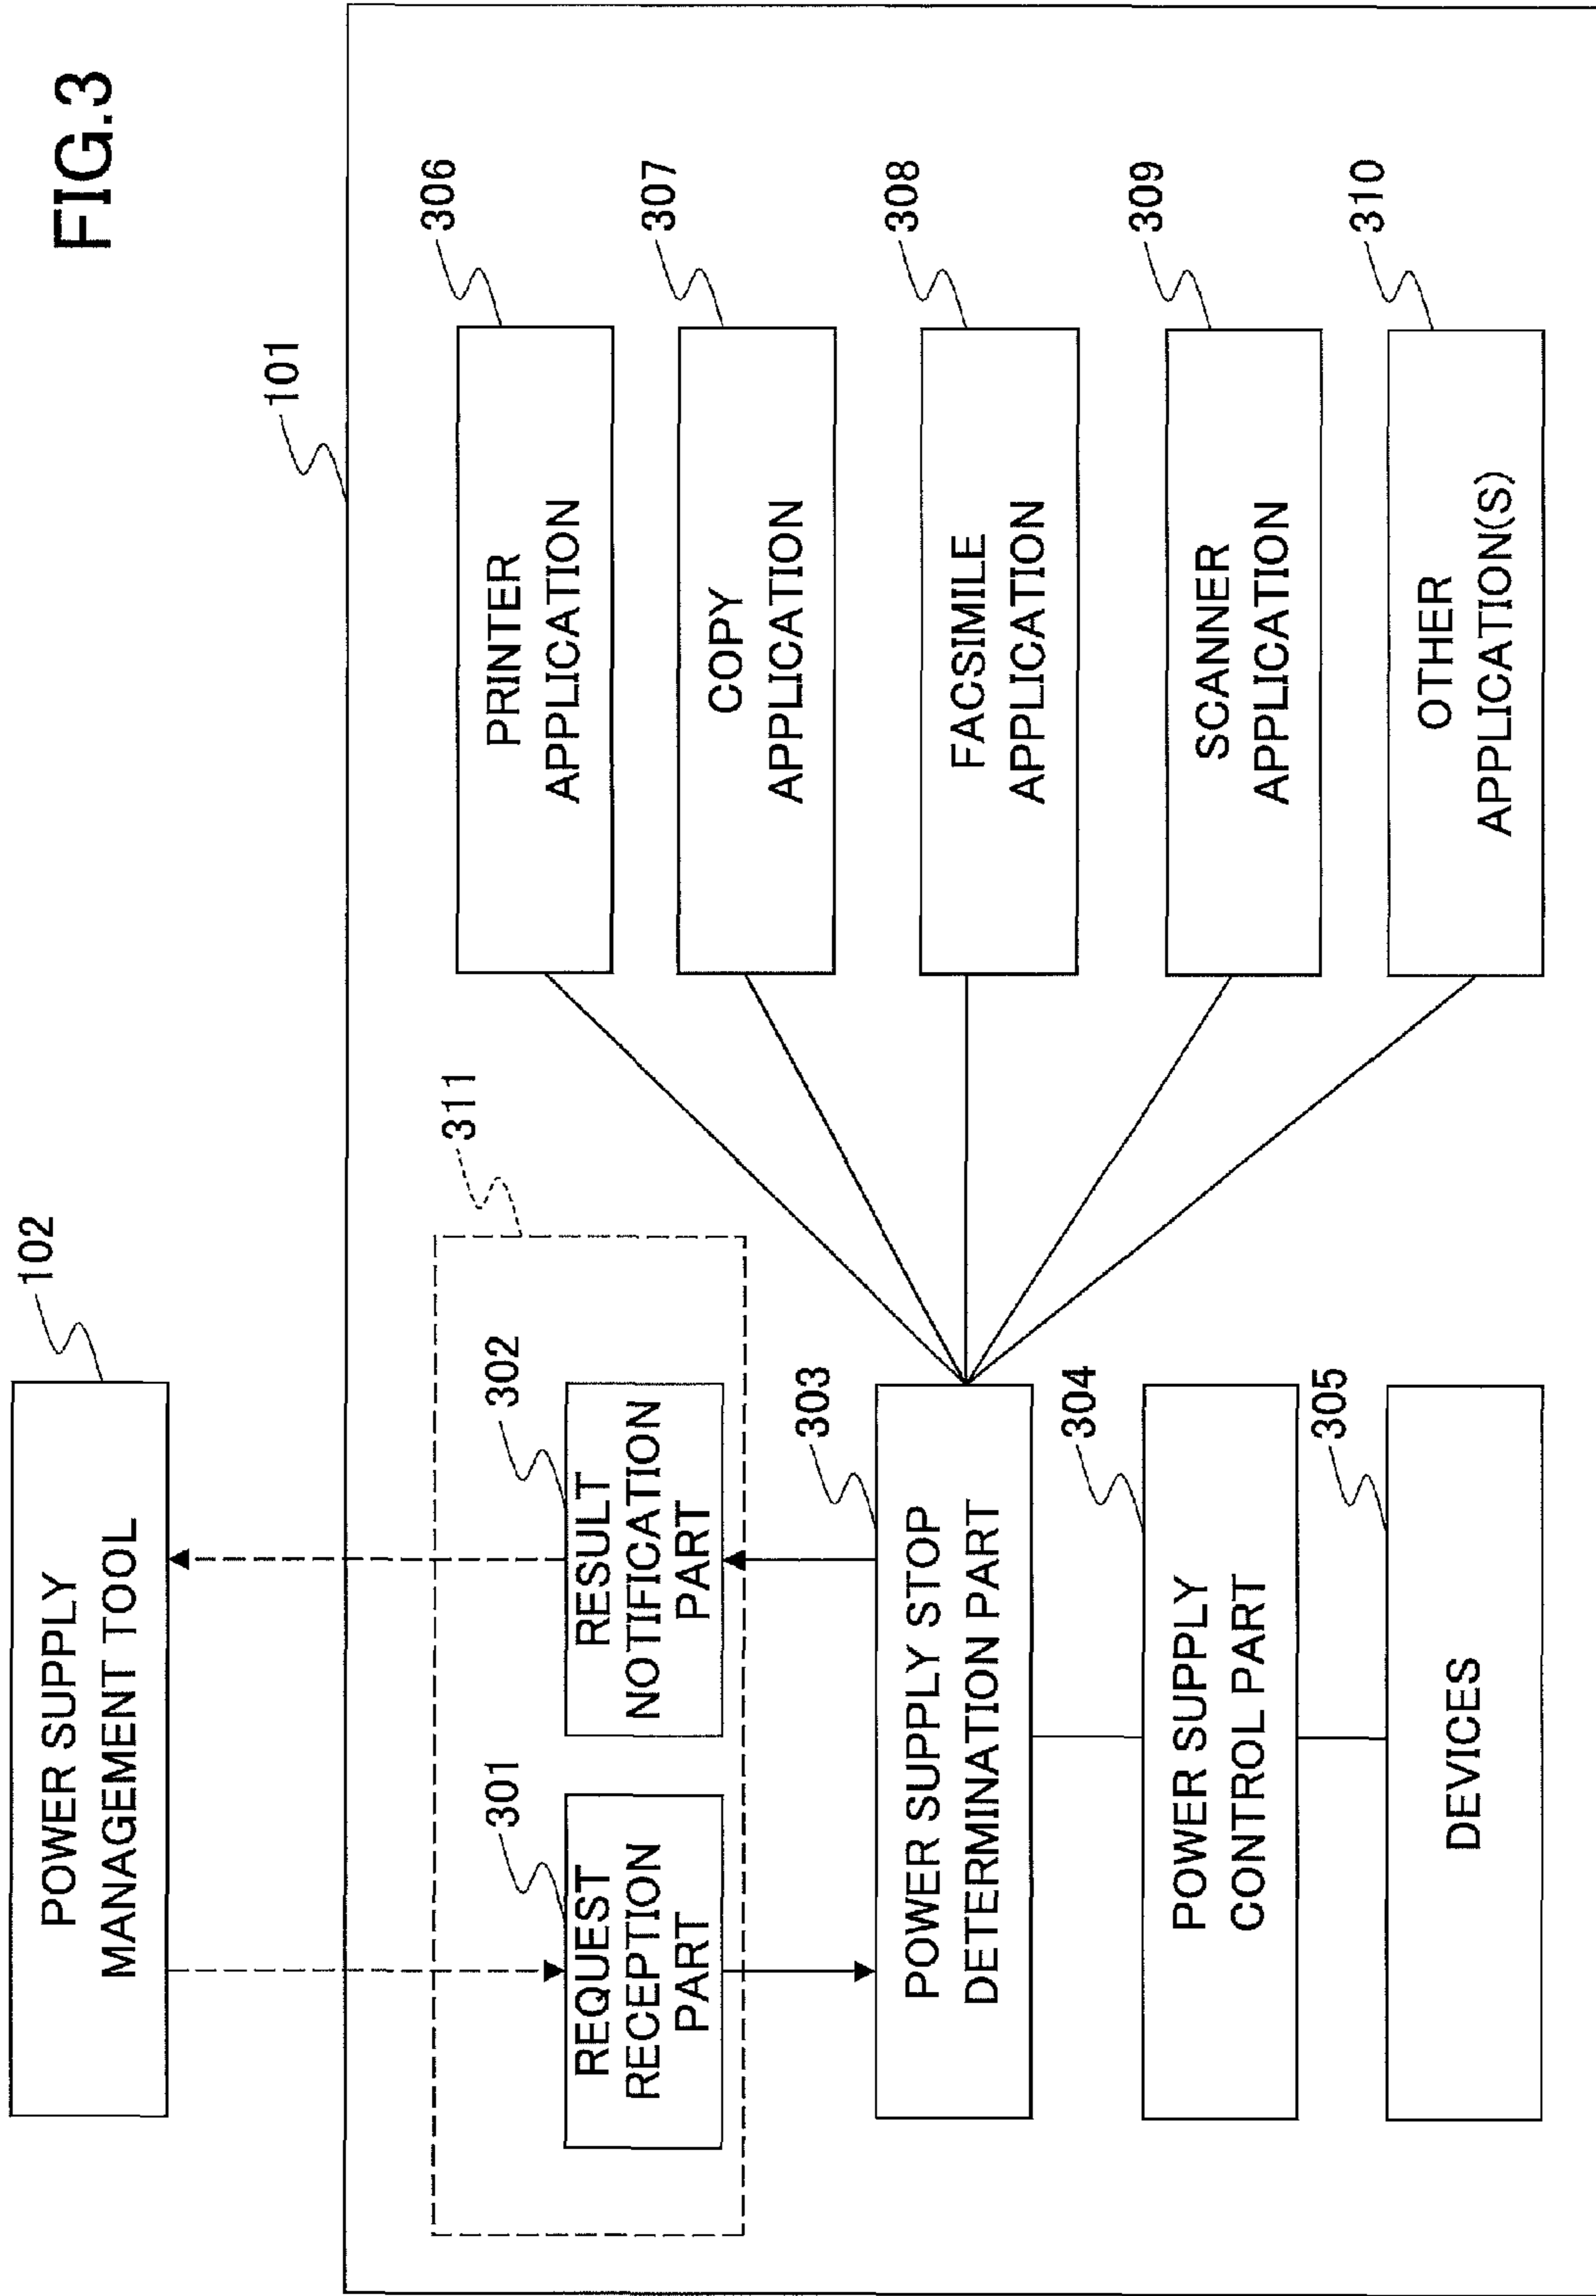 FIG.3
102
POWER SUPPLY
MANAGEMENT TOOL
101
311
301
REQUEST
RECEPTION
PART
302
RESULT
NOTIFICATION
PART
303
POWER SUPPLY STOP
DETERMINATION PART
304
POWER SUPPLY
CONTROL PART
305
DEVICES
306
PRINTER
APPLICATION
307
COPY
APPLICATION
308
FACSIMILE
APPLICATION
309
SCANNER
APPLICATION
310
OTHER
APPLICATION(S)